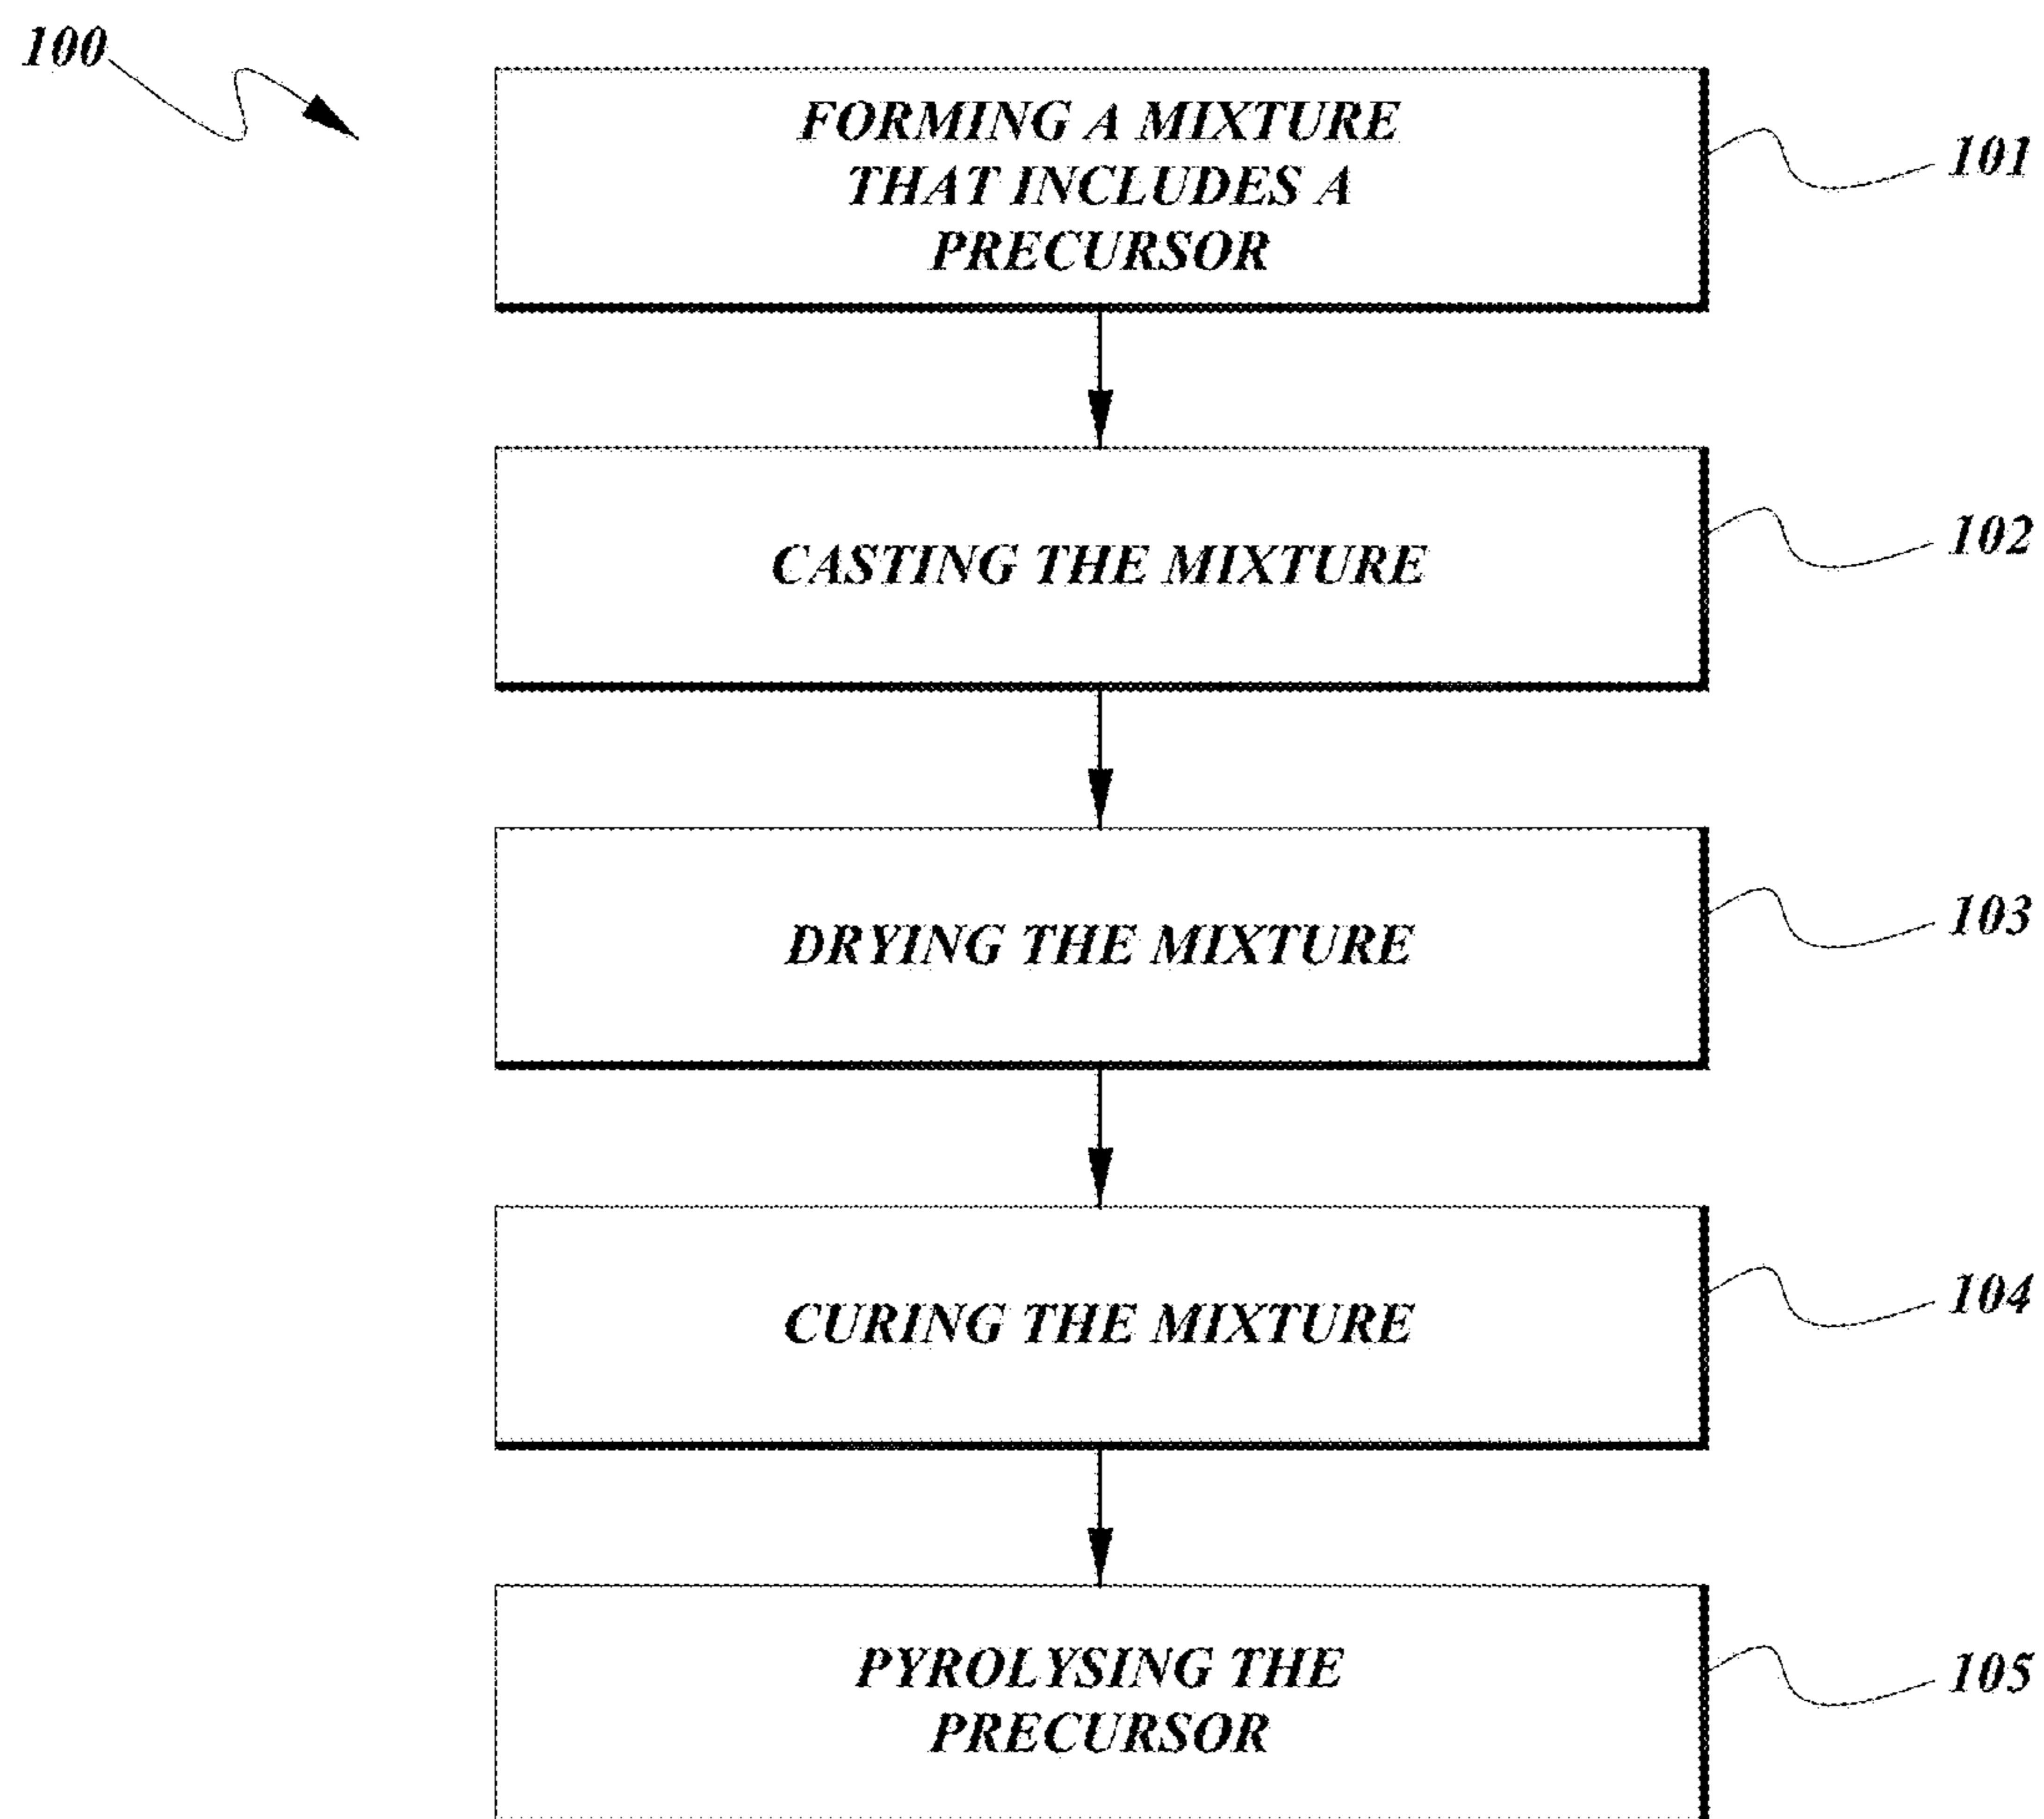 100
FORMING A MIXTURE
THAT INCLUDES A
PRECURSOR
101
CASTING THE MIXTURE
102
DRYING THE MIXTURE
103
CURING THE MIXTURE
104
PYROLYSING THE
PRECURSOR
105